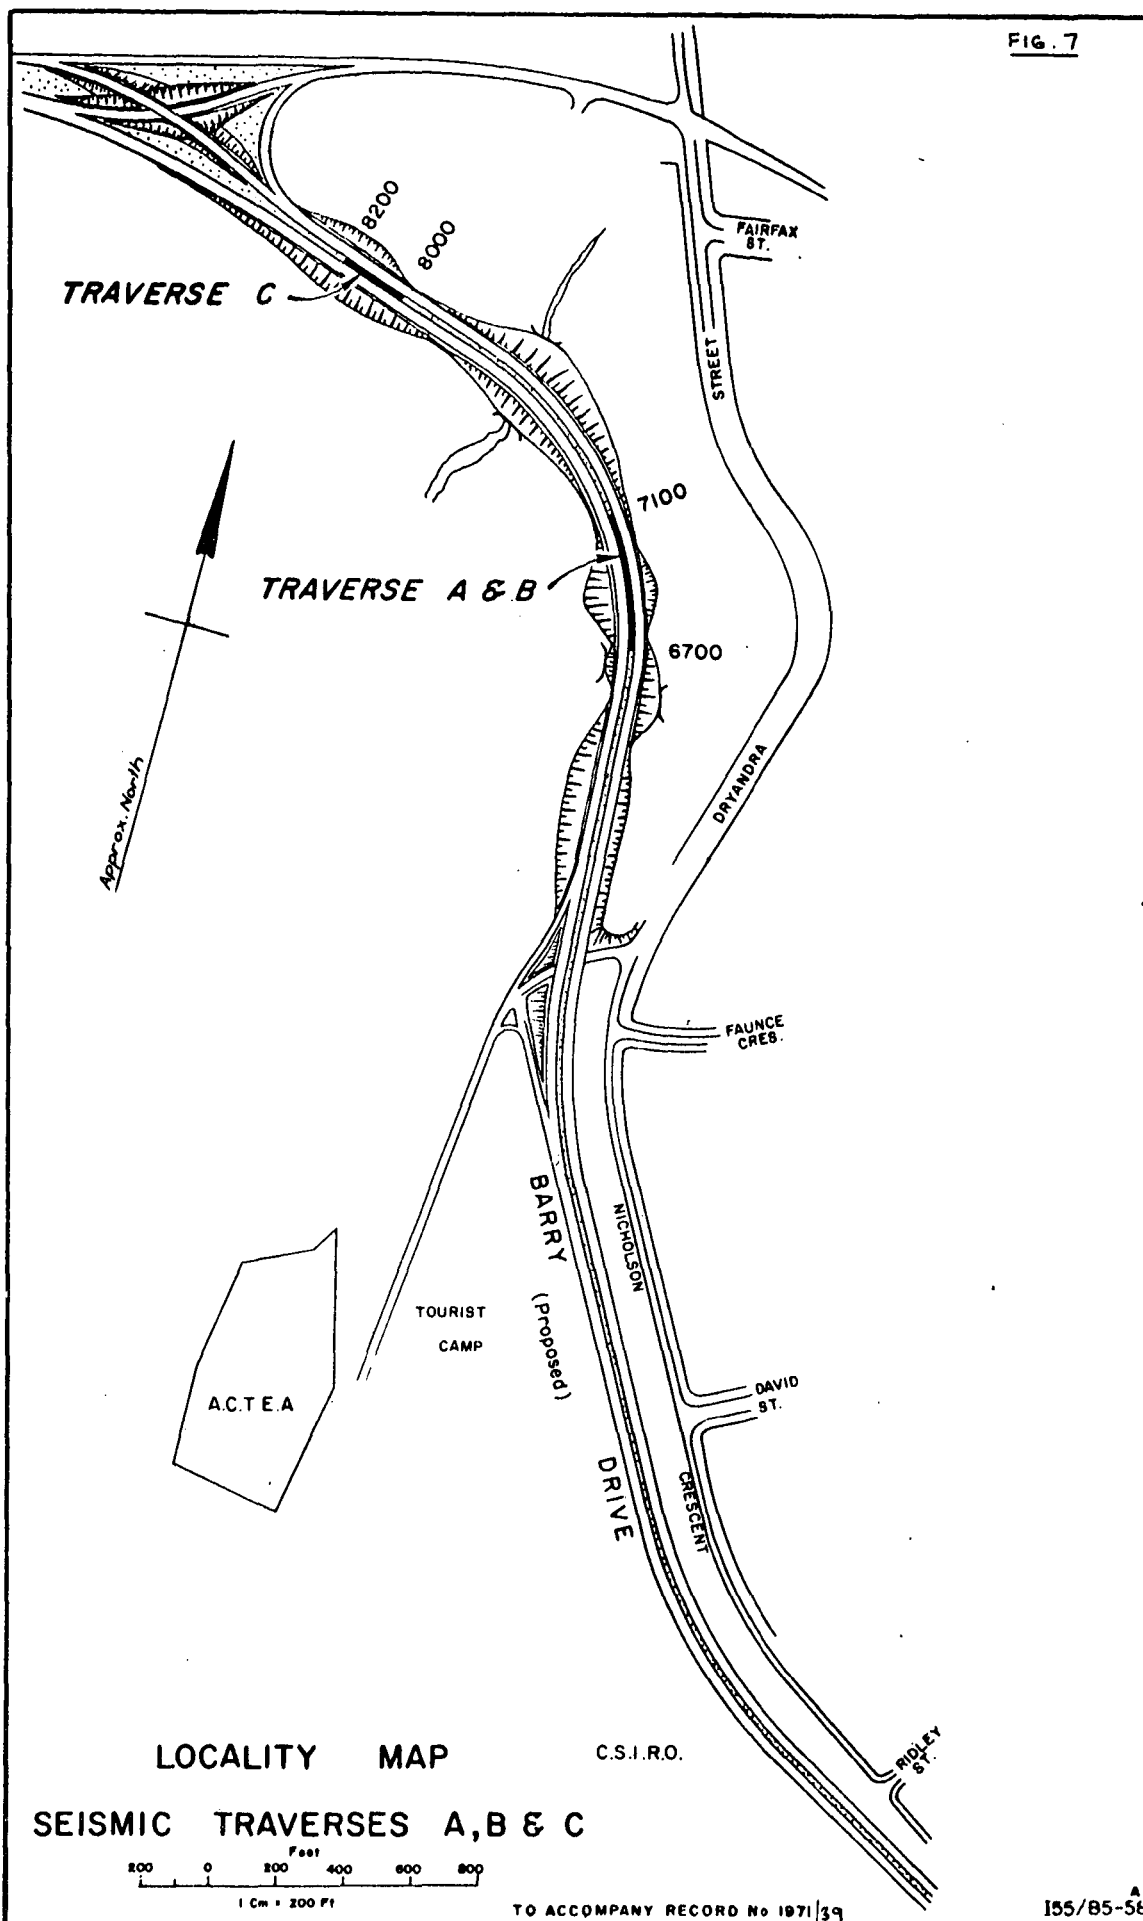 FIG. 7
FAIRFAX
ST.
8200
8000
TRAVERSE C
STREET
7100
TRAVERSE A & B
6700
DRYANDRA
Approx. North
FAUNCE
CRES.
BARRY
NICHOLSON
TOURIST
CAMP
(Proposed)
DAVID
ST.
A.C.T E.A
DRIVE
CRESCENT
RIDLEY
ST.
LOCALITY MAP
C.S.I.R.O.
SEISMIC TRAVERSES A,B & C
Feet
200 0 200 400 600 800
1 Cm = 200 Ft
TO ACCOMPANY RECORD No 1971/39
A
I55/B5-58